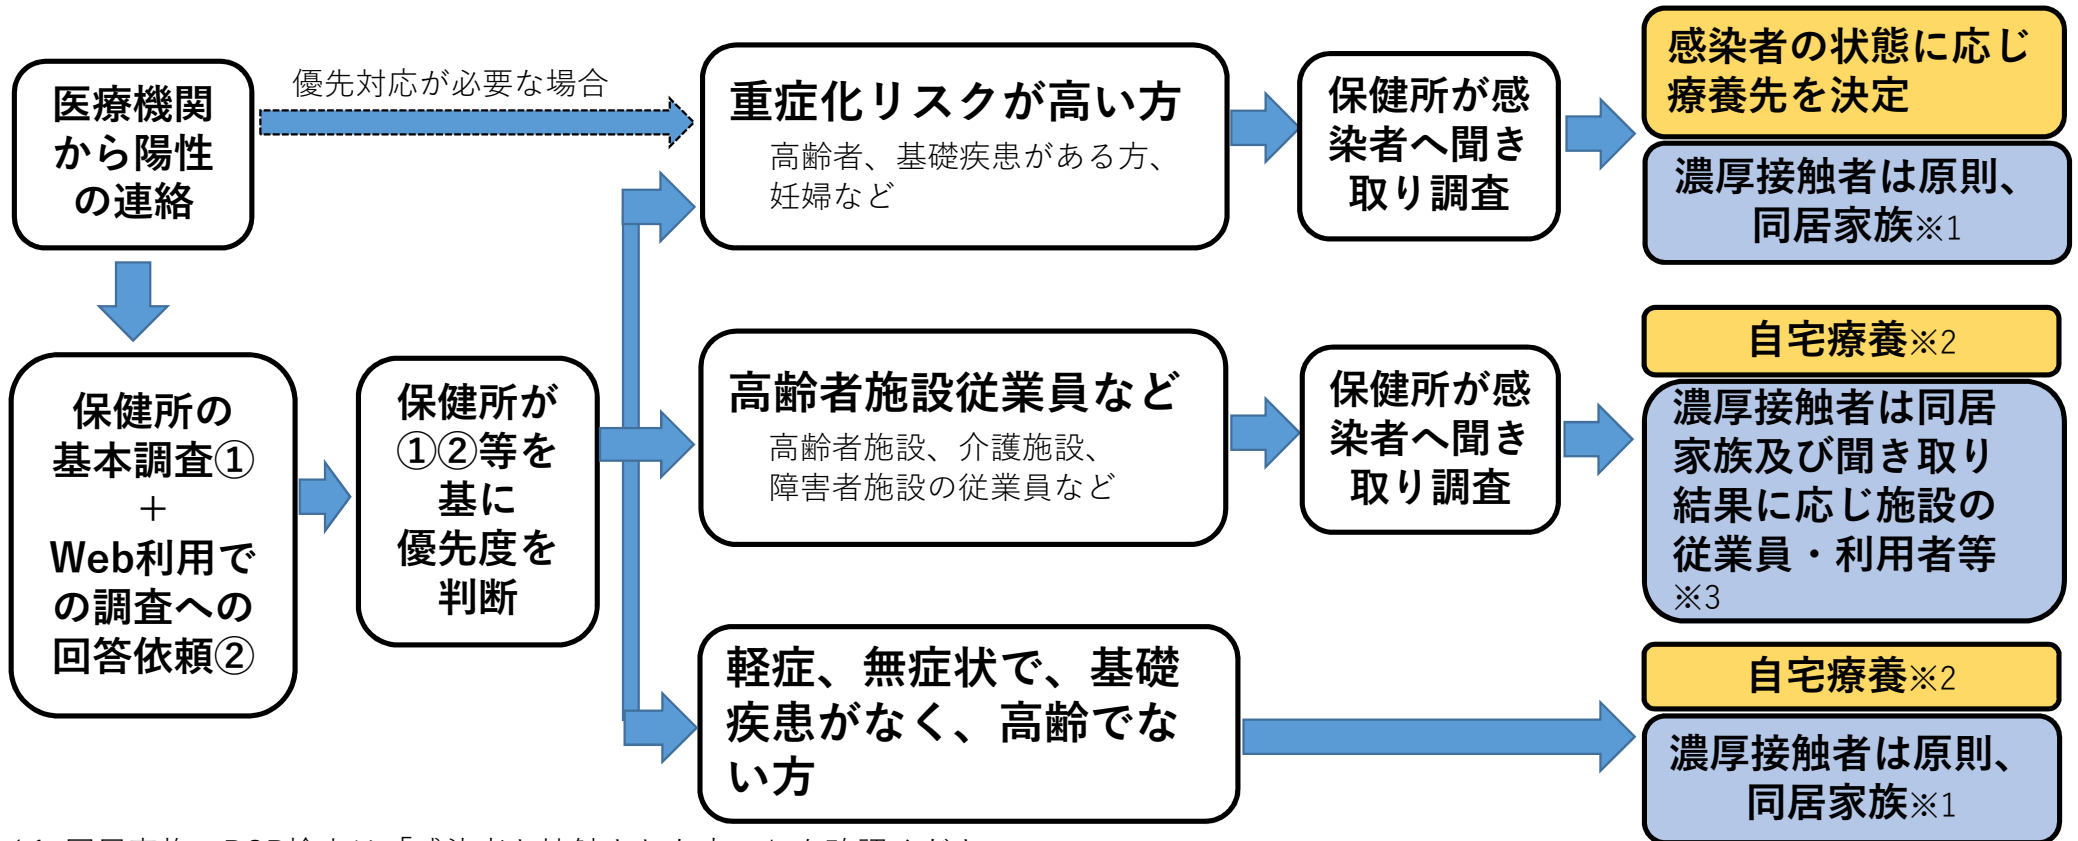 医療機関
から陽性
の連絡
優先対応が必要な場合
重症化リスクが高い方
高齢者、基礎疾患がある方、
妊婦など
保健所が感
染者へ聞き
取り調査
感染者の状態に応じ
療養先を決定
濃厚接触者は原則、
同居家族※1
保健所の
基本調査①
+
Web利用で
の調査への
回答依頼②
保健所が
①②等を
基に
優先度を
判断
高齢者施設従業員など
高齢者施設、介護施設、
障害者施設の従業員など
保健所が感
染者へ聞き
取り調査
自宅療養※2
濃厚接触者は同居
家族及び聞き取り
結果に応じ施設の
従業員・利用者等
※3
軽症、無症状で、基礎
疾患がなく、高齢でな
い方
自宅療養※2
濃厚接触者は原則、
同居家族※1